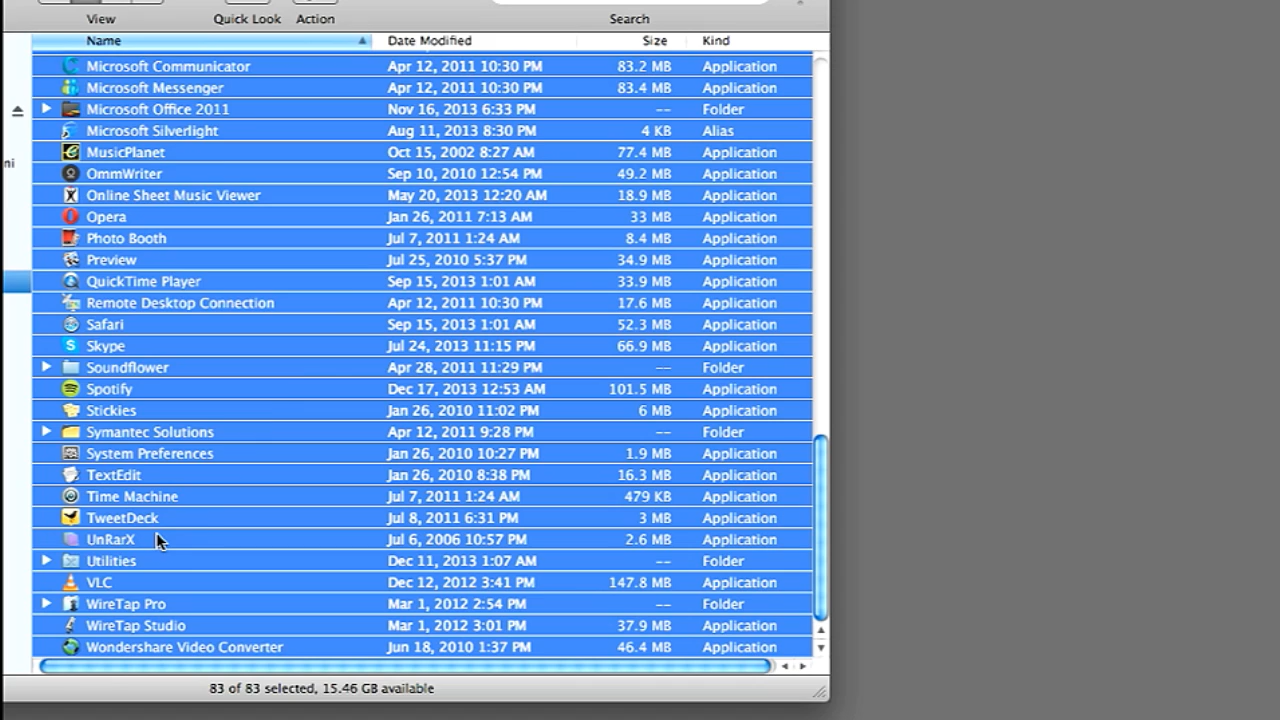 View Quick Look Action Search
Name Date Modified Size Kind
Microsoft Communicator Apr 12, 2011 10:30 PM 83.2 MB Application
Microsoft Messenger Apr 12, 2011 10:30 PM 83.4 MB Application
Microsoft Office 2011 Nov 16, 2013 6:33 PM -- Folder
Microsoft Silverlight Aug 11, 2013 8:30 PM 4 KB Alias
ni
MusicPlanet Oct 15, 2002 8:27 AM 77.4 MB Application
OmmWriter Sep 10, 2010 12:54 PM 49.2 MB Application
Online Sheet Music Viewer May 20, 2013 12:20 AM 18.9 MB Application
Opera Jan 26, 2011 7:13 AM 33 MB Application
Photo Booth Jul 7, 2011 1:24 AM 8.4 MB Application
Preview Jul 25, 2010 5:37 PM 34.9 MB Application
QuickTime Player Sep 15, 2013 1:01 AM 33.9 MB Application
Remote Desktop Connection Apr 12, 2011 10:30 PM 17.6 MB Application
Safari Sep 15, 2013 1:01 AM 52.3 MB Application
Skype Jul 24, 2013 11:15 PM 66.9 MB Application
Soundflower Apr 28, 2011 11:29 PM -- Folder
Spotify Dec 17, 2013 12:53 AM 101.5 MB Application
Stickies Jan 26, 2010 11:02 PM 6 MB Application
Symantec Solutions Apr 12, 2011 9:28 PM -- Folder
System Preferences Jan 26, 2010 10:27 PM 1.9 MB Application
TextEdit Jan 26, 2010 8:38 PM 16.3 MB Application
Time Machine Jul 7, 2011 1:24 AM 479 KB Application
TweetDeck Jul 8, 2011 6:31 PM 3 MB Application
UnRarX Jul 6, 2006 10:57 PM 2.6 MB Application
Utilities Dec 11, 2013 1:07 AM -- Folder
VLC Dec 12, 2012 3:41 PM 147.8 MB Application
WireTap Pro Mar 1, 2012 2:54 PM -- Folder
WireTap Studio Mar 1, 2012 3:01 PM 37.9 MB Application
Wondershare Video Converter Jun 18, 2010 1:37 PM 46.4 MB Application
83 of 83 selected, 15.46 GB available